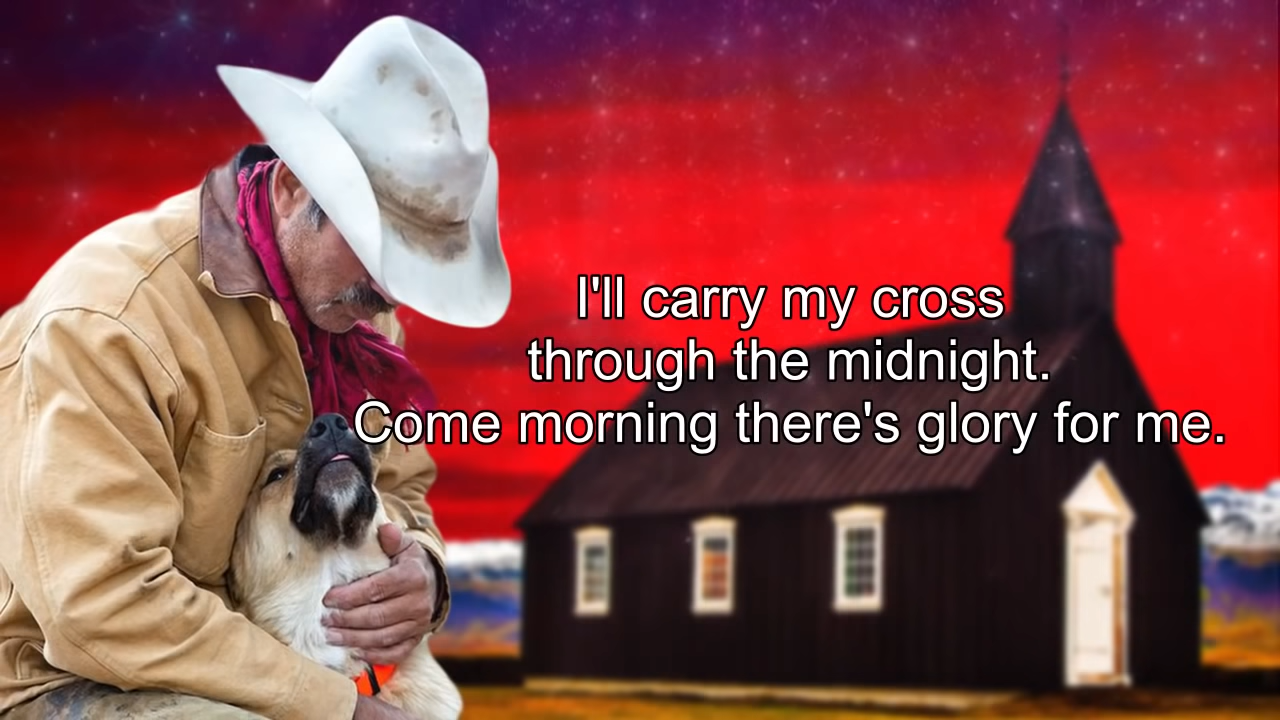 I'll carry my cross
through the midnight.
Come morning there's glory for me.